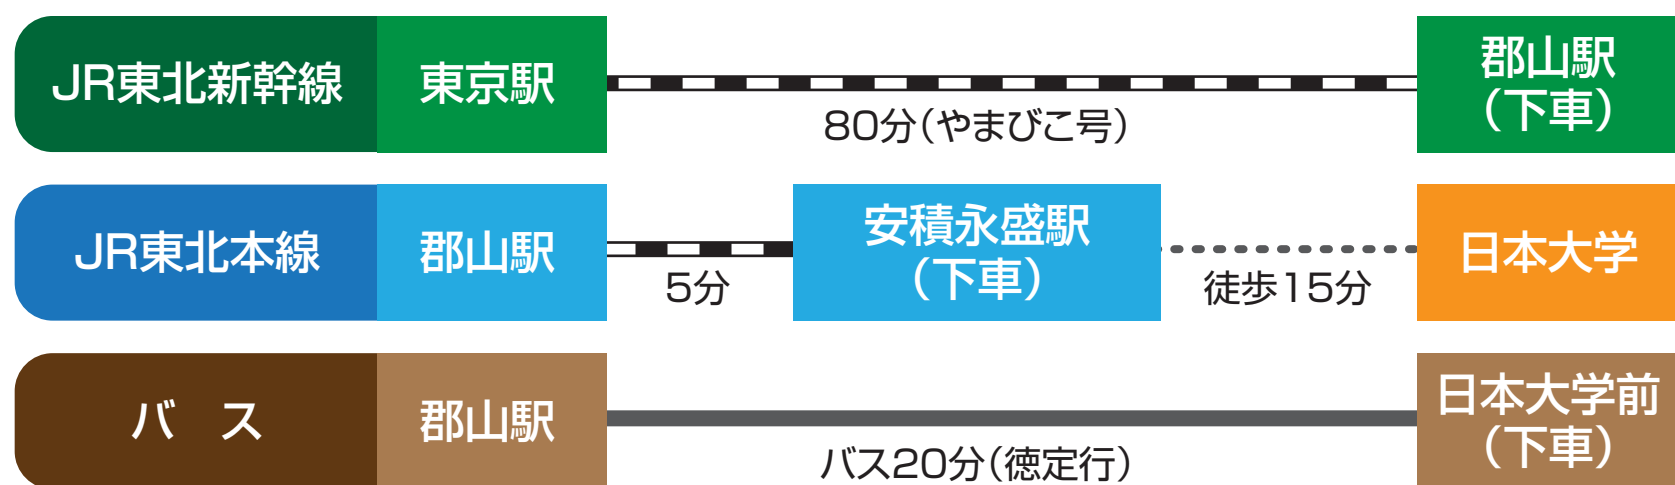 JR東北新幹線 東京駅 80分(やまびこ号) 郡山駅
(下車)
JR東北本線 郡山駅 5分 安積永盛駅
(下車)
徒歩15分 日本大学
バス 郡山駅 バス20分(徳定行) 日本大学前
(下車)